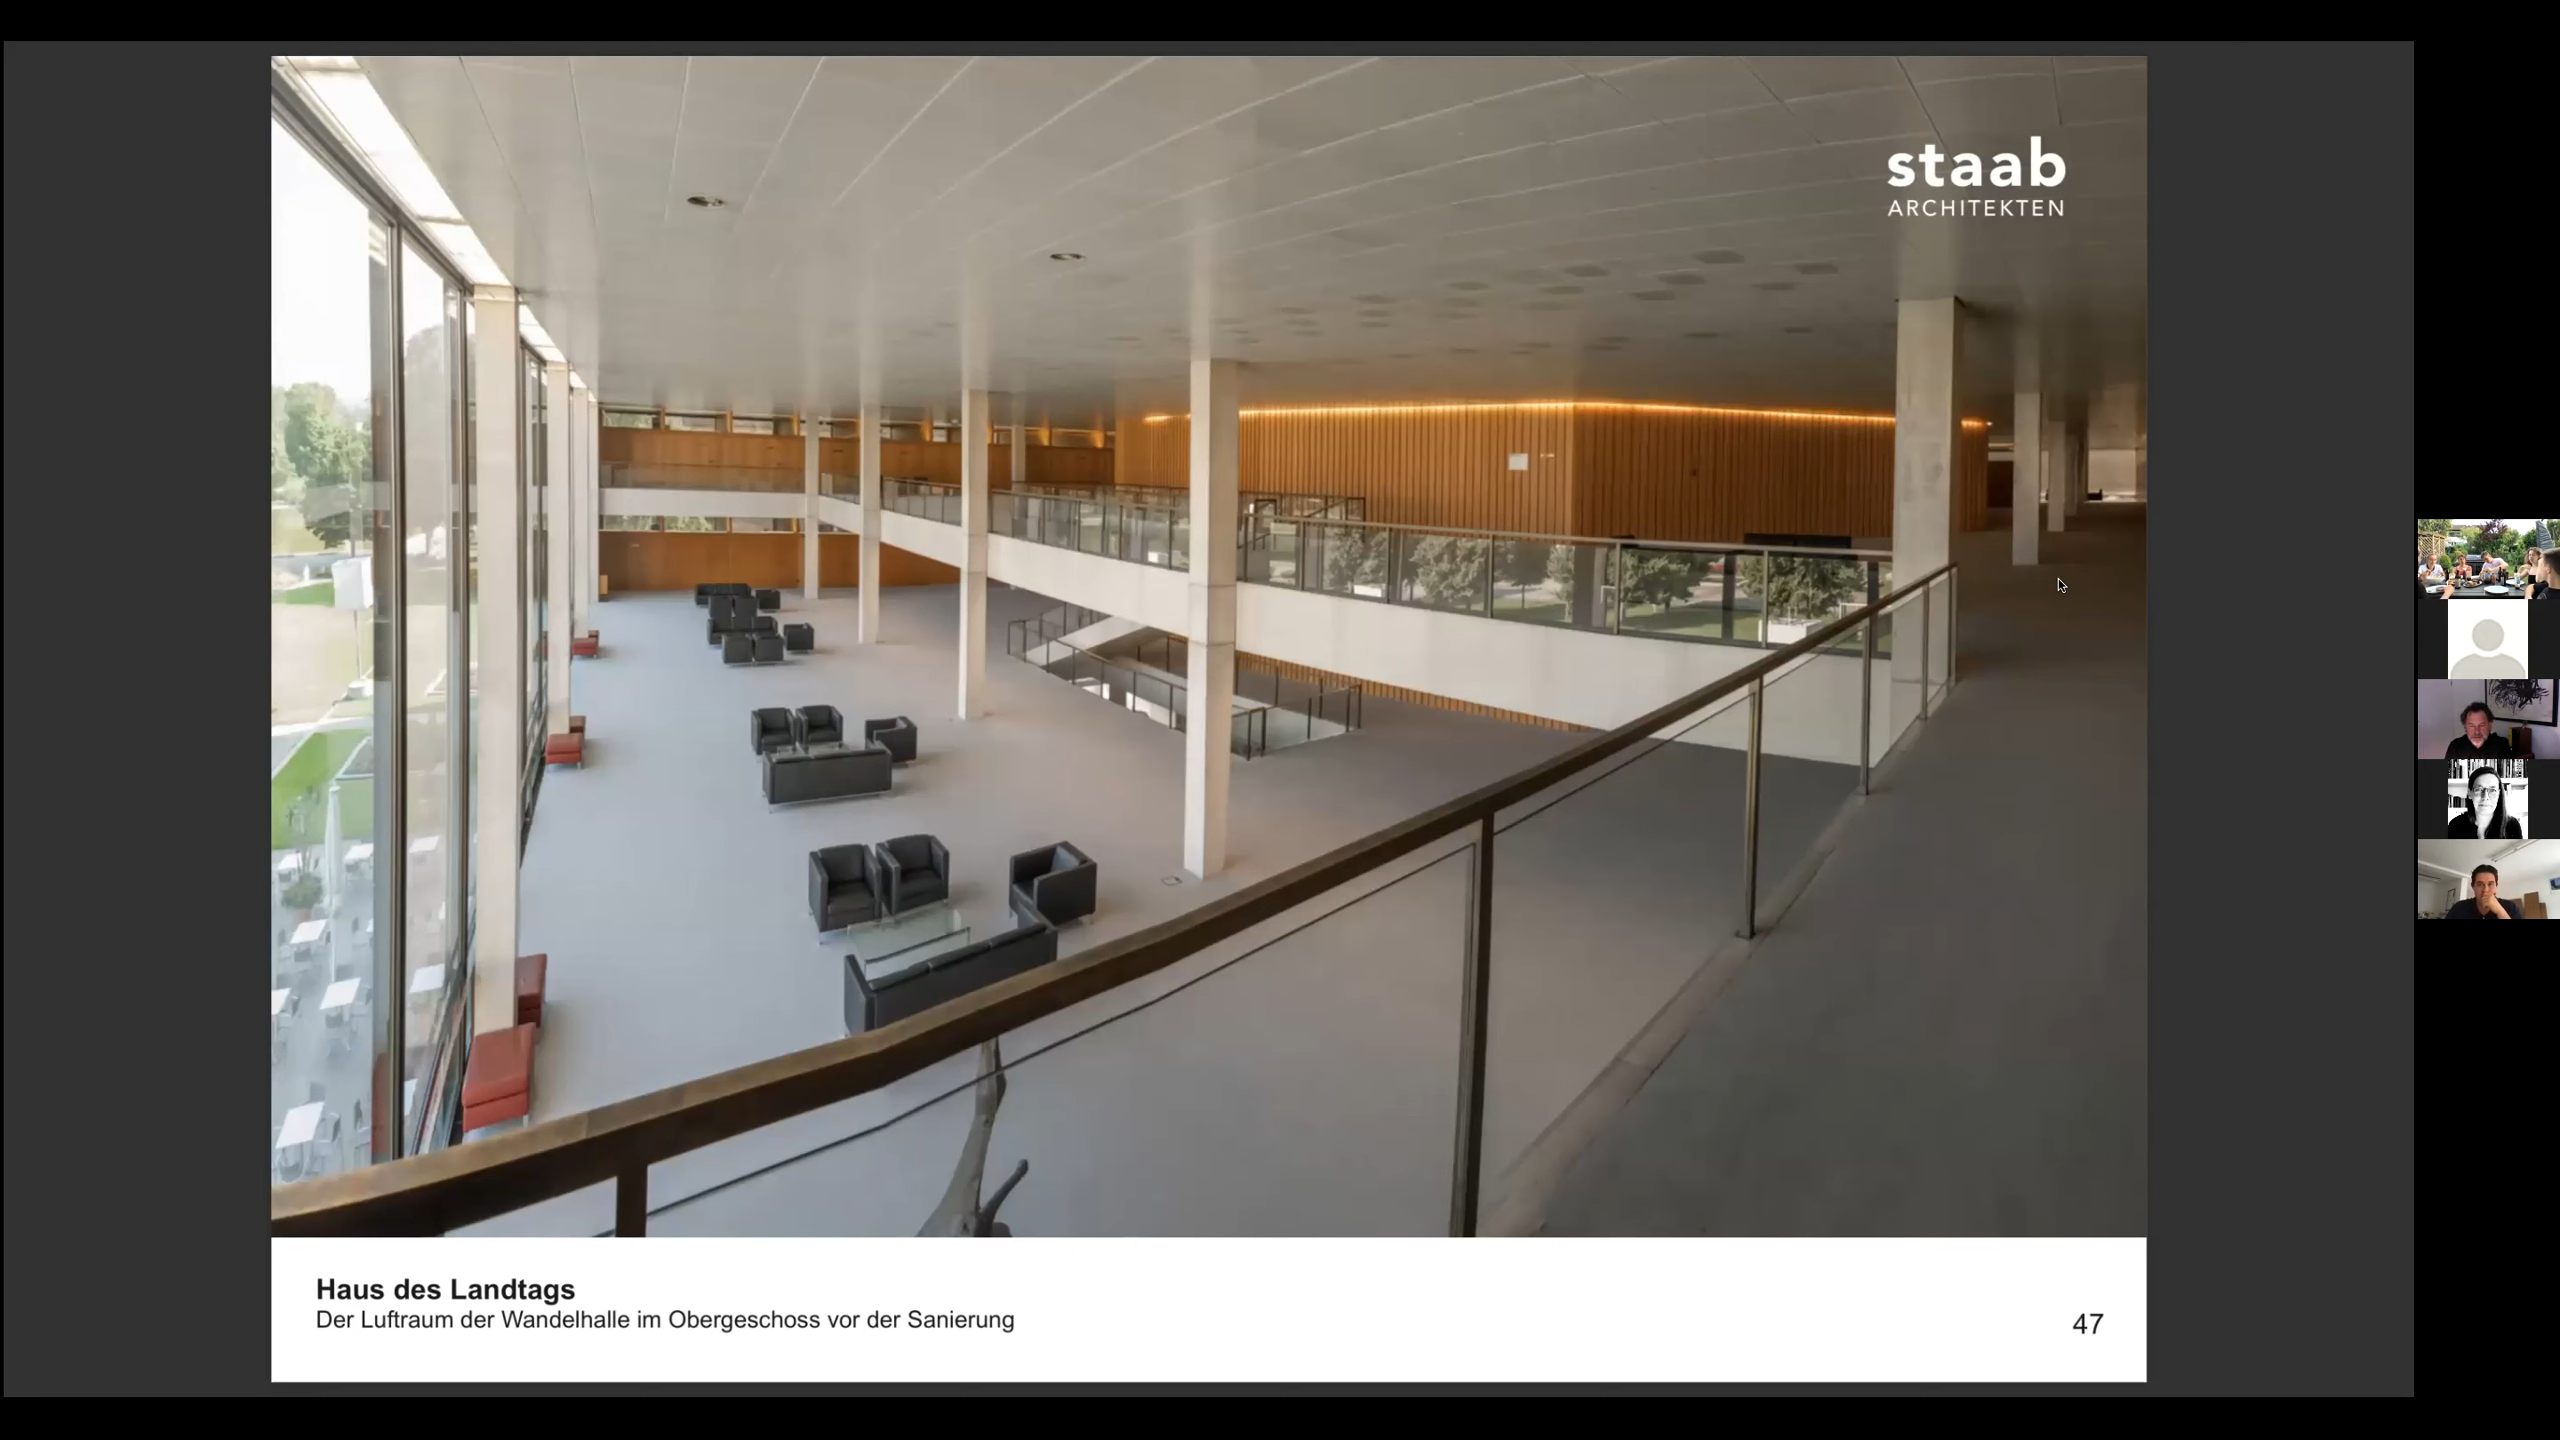 staab
ARCHITEKTEN
Haus des Landtags
Der Luftraum der Wandelhalle im Obergeschoss vor der Sanierung
47